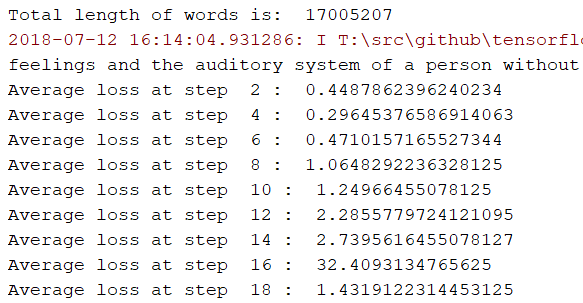 Total length of words is:  17005207
2018-07-12 16:14:04.931286: I T:\src\github\tensorflo
feelings and the auditory system of a person without
Average loss at step  2 :  0.4487862396240234
Average loss at step  4 :  0.29645376586914063
Average loss at step  6 :  0.4710157165527344
Average loss at step  8 :  1.0648292236328125
Average loss at step  10 :  1.24966455078125
Average loss at step  12 :  2.2855779724121095
Average loss at step  14 :  2.7395616455078127
Average loss at step  16 :  32.4093134765625
Average loss at step  18 :  1.4319122314453125